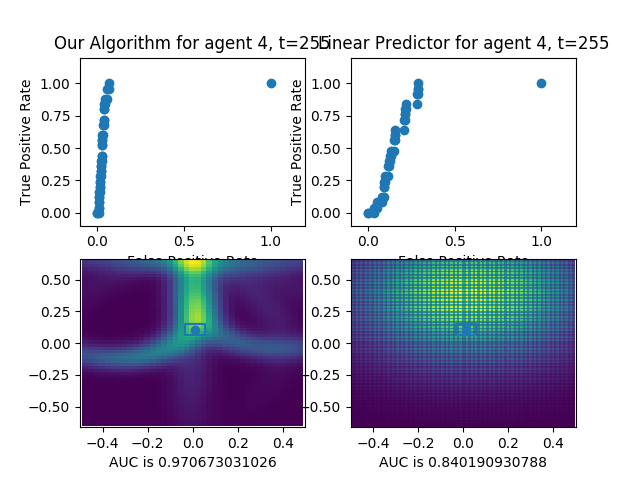 Our Algorithm for agent 4, t=255
Linear Predictor for agent 4, t=255
True Positive Rate
1.00
0.75
0.50
0.25
0.00
0.0 0.5 1.0
False Positive Rate
True Positive Rate
1.00
0.75
0.50
0.25
0.00
0.0 0.5 1.0
False Positive Rate
0.50
0.25
0.00
−0.25
−0.50
−0.4 −0.2 0.0 0.2 0.4
AUC is 0.970673031026
0.50
0.25
0.00
−0.25
−0.50
−0.4 −0.2 0.0 0.2 0.4
AUC is 0.840190930788